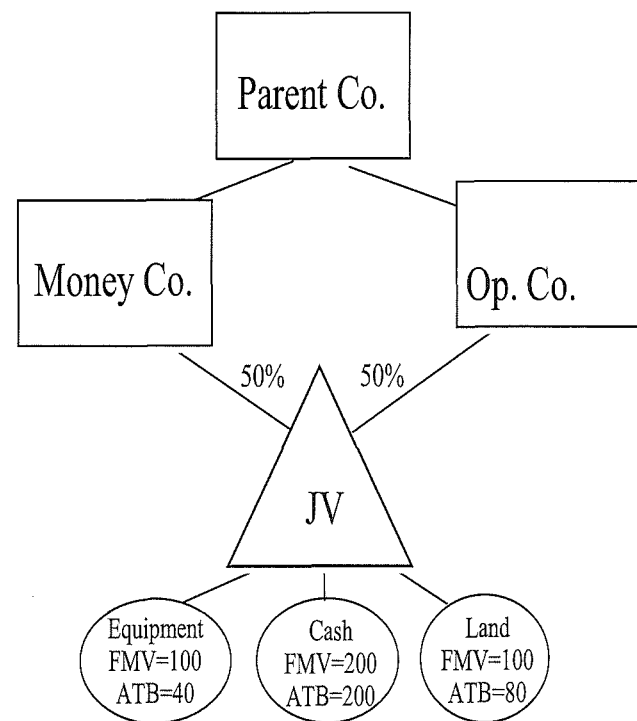 Parent Co.
Money Co.
Op. Co.
50%
50%
JV
Equipment
FMV=100
ATB=40
Cash
FMV=200
ATB=200
Land
FMV=100
ATB=80